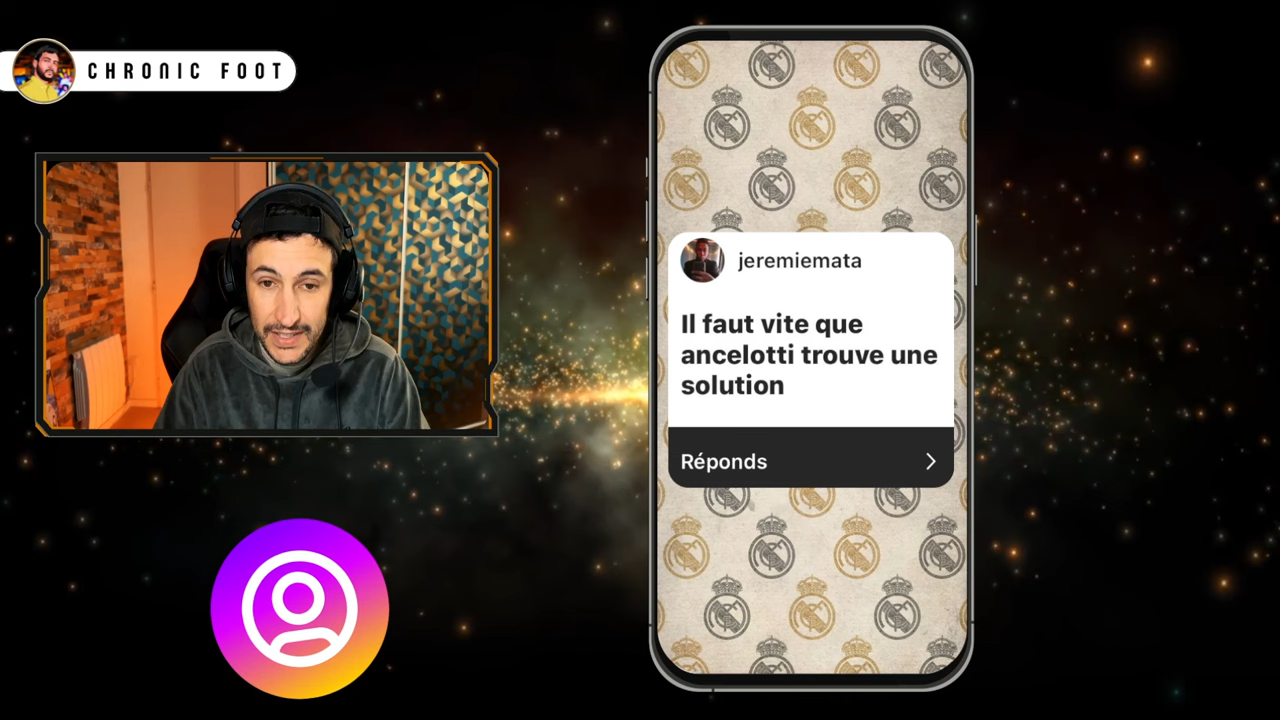 CHRONIC FOOT
jeremiemata
Il faut vite que
ancelotti trouve une
solution
Réponds